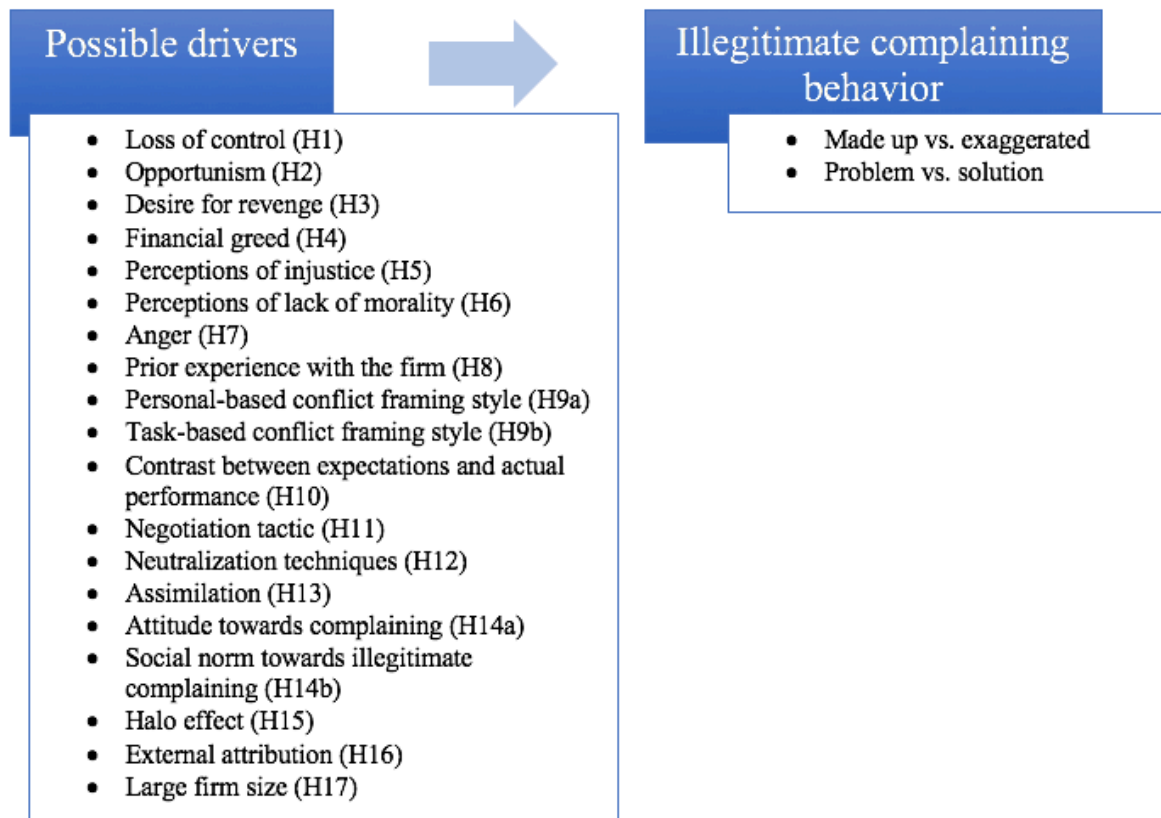 Possible drivers
• Loss of control (H1)
• Opportunism (H2)
• Desire for revenge (H3)
• Financial greed (H4)
• Perceptions of injustice (H5)
• Perceptions of lack of morality (H6)
• Anger (H7)
• Prior experience with the firm (H8)
• Personal-based conflict framing style (H9a)
• Task-based conflict framing style (H9b)
• Contrast between expectations and actual
performance (H10)
• Negotiation tactic (H11)
• Neutralization techniques (H12)
• Assimilation (H13)
• Attitude towards complaining (H14a)
• Social norm towards illegitimate
complaining (H14b)
• Halo effect (H15)
• External attribution (H16)
• Large firm size (H17)
Illegitimate complaining
behavior
• Made up vs. exaggerated
• Problem vs. solution